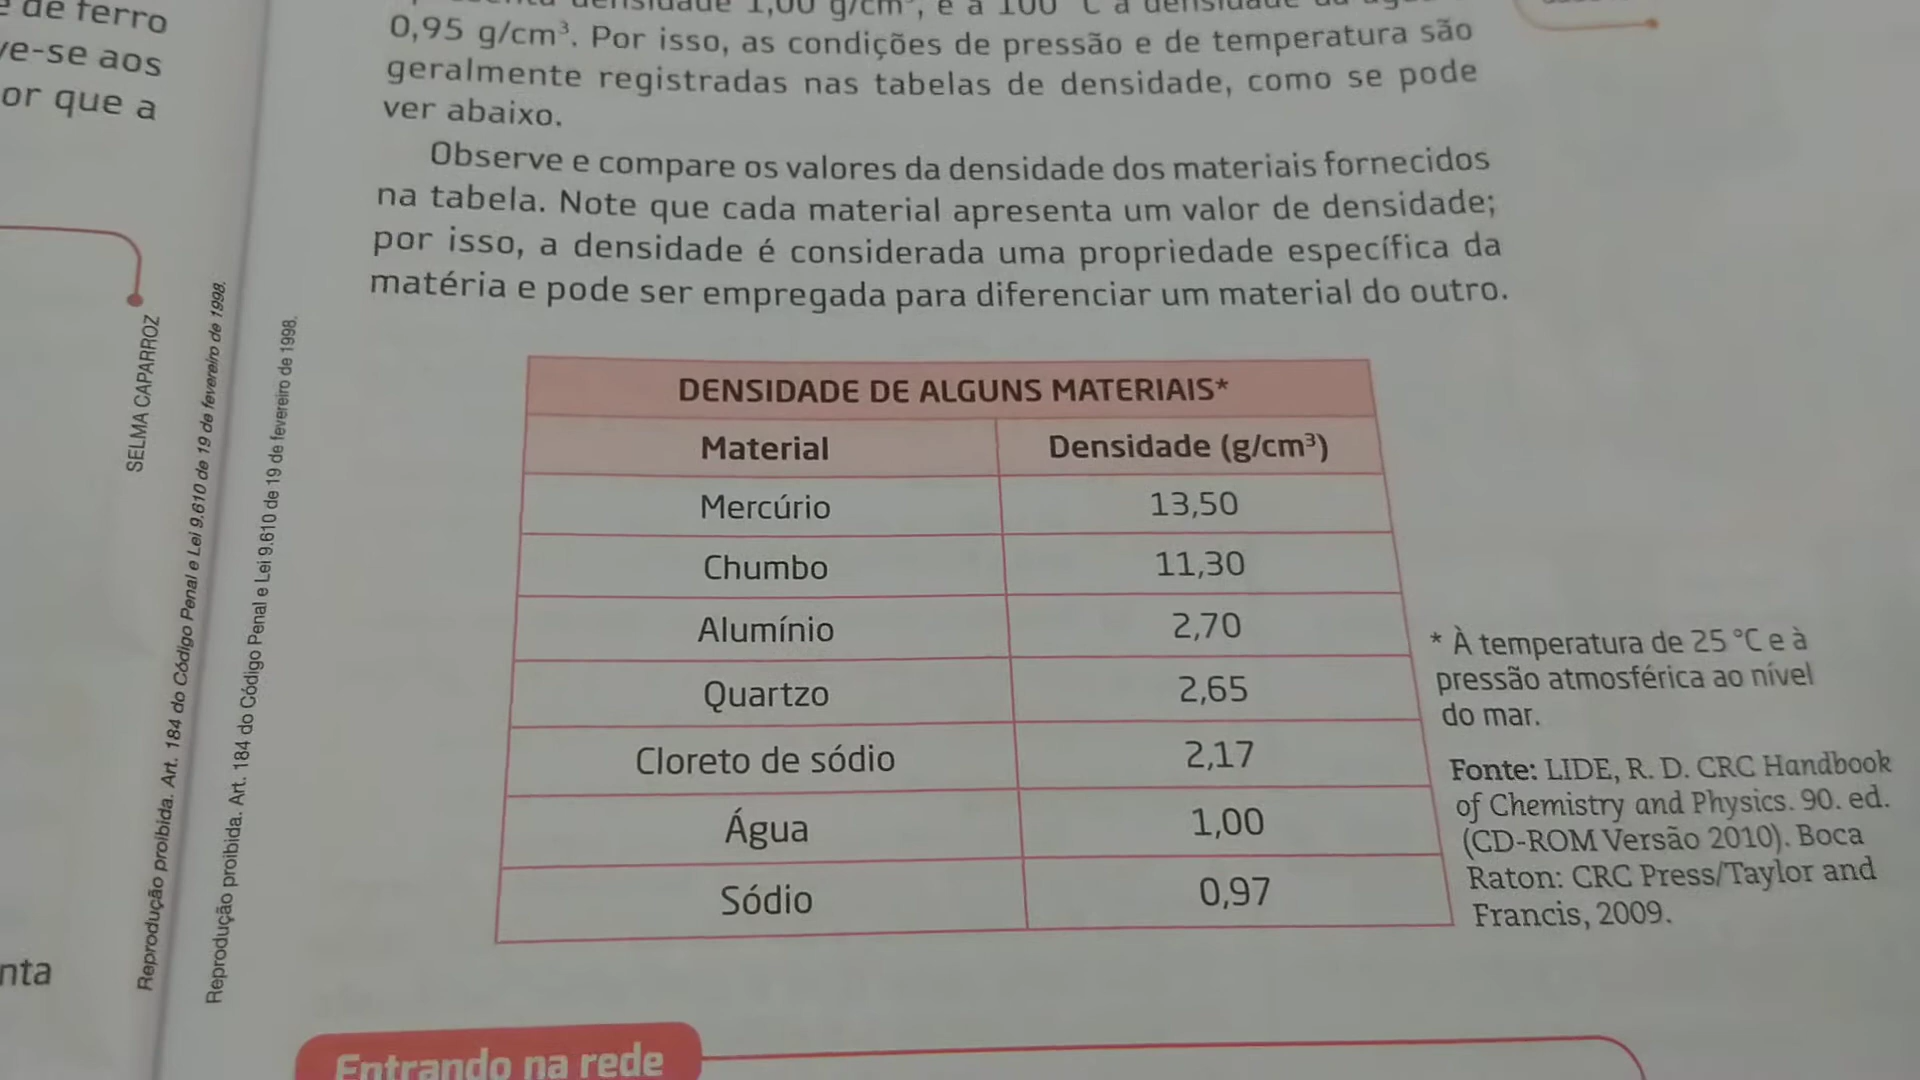 de ferro
ve-se aos
or que a
SELMA CAPARROZ
Reprodução proibida. Art. 184 do Código Penal e Lei 9.610 de 19 de fevereiro de 1998.
Reprodução proibida. Art. 184 do Código Penal e Lei 9.610 de 19 de fevereiro de 1998.
nta
densidade 1,00 g/cm³, e a 100 °C a densidade da
0,95 g/cm³. Por isso, as condições de pressão e de temperatura são
geralmente registradas nas tabelas de densidade, como se pode
ver abaixo.
Observe e compare os valores da densidade dos materiais fornecidos
na tabela. Note que cada material apresenta um valor de densidade;
por isso, a densidade é considerada uma propriedade específica da
matéria e pode ser empregada para diferenciar um material do outro.
DENSIDADE DE ALGUNS MATERIAIS*
Material Densidade (g/cm³)
Mercúrio 13,50
Chumbo 11,30
Alumínio 2,70
Quartzo 2,65
Cloreto de sódio 2,17
Água 1,00
Sódio 0,97
* À temperatura de 25 °C e à
pressão atmosférica ao nível
do mar.
Fonte: LIDE, R. D. CRC Handbook
of Chemistry and Physics. 90. ed.
(CD-ROM Versão 2010). Boca
Raton: CRC Press/Taylor and
Francis, 2009.
Entrando na rede